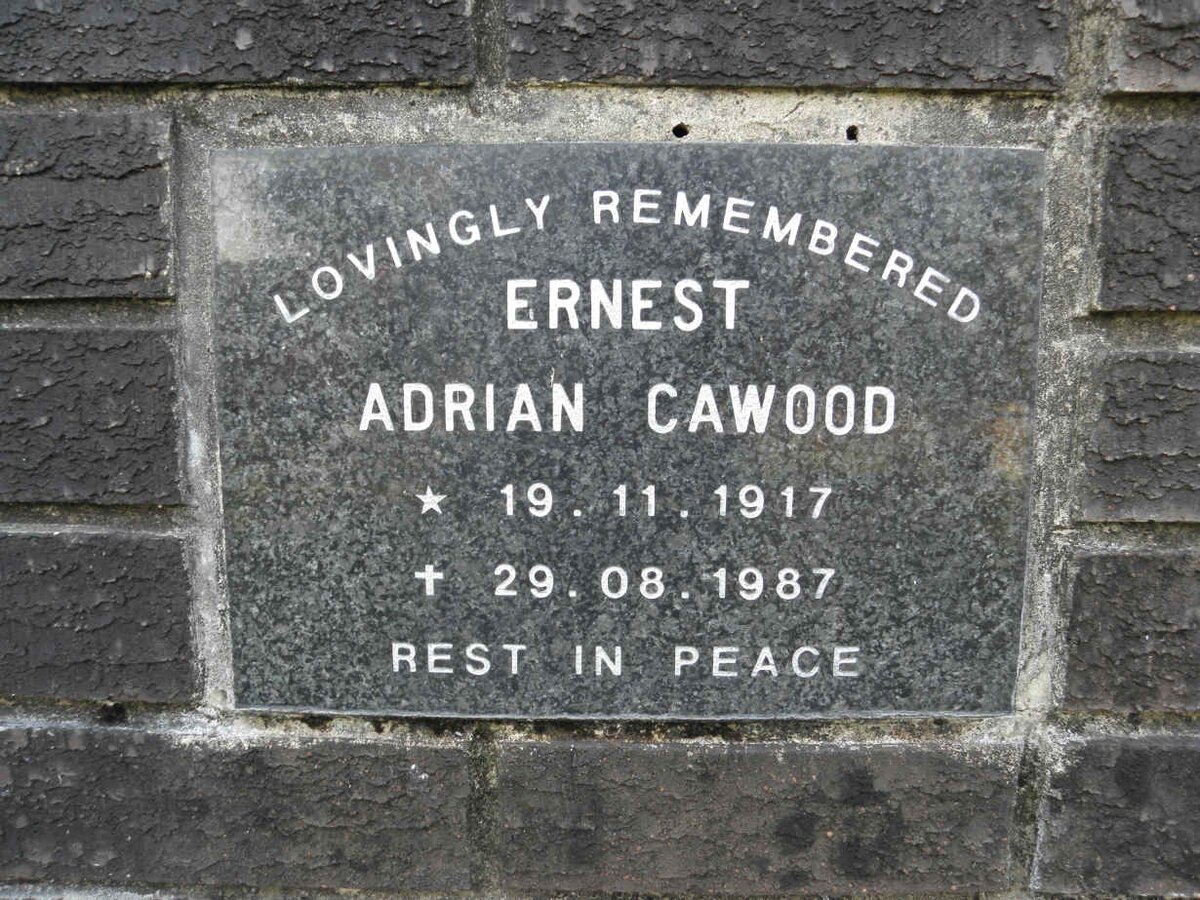 LOVINGLY REMEMBERED
ERNEST
ADRIAN CAWOOD
★ 19.11.1917
✝ 29.08.1987
REST IN PEACE